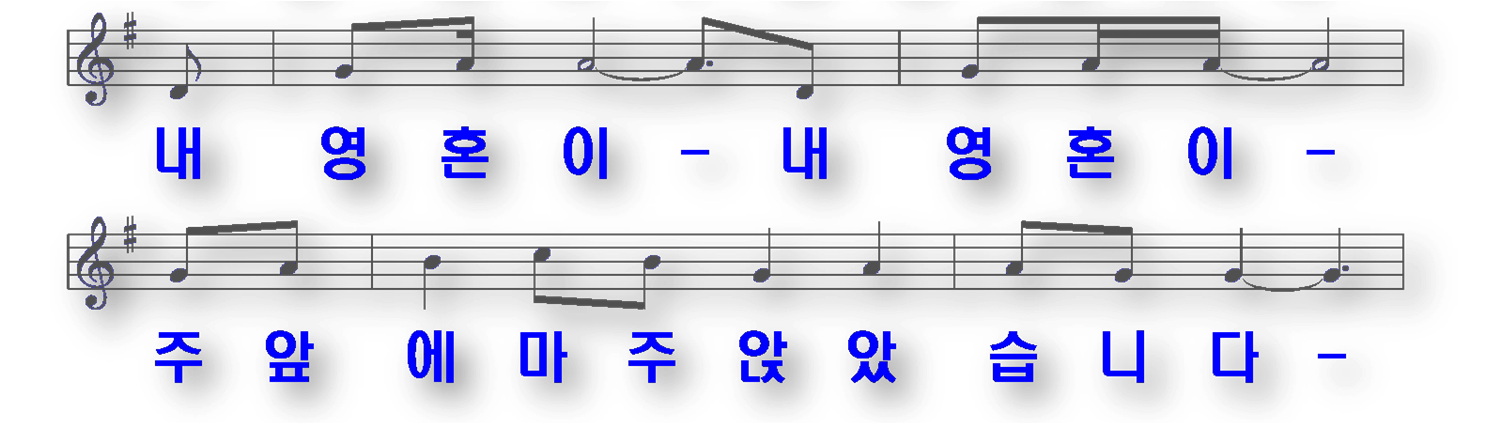 내 영 혼 이 - 내 영 혼 이 -
주 앞 에 마 주 앉 았 습 니 다 -